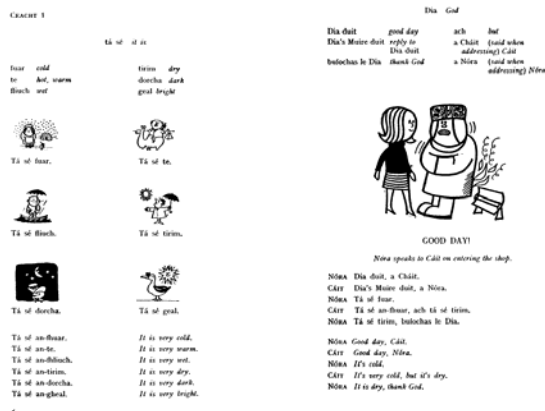 CEACHT 1
tá sé it is
fuar cold
te hot, warm
fliuch wet
tirim dry
dorcha dark
geal bright
Tá sé fuar.
Tá sé te.
Tá sé fliuch.
Tá sé tirim.
Tá sé dorcha.
Tá sé geal.
Tá sé an-fhuar. It is very cold.
Tá sé an-te. It is very warm.
Tá sé an-fhliuch. It is very wet.
Tá sé an-tirim. It is very dry.
Tá sé an-dorcha. It is very dark.
Tá sé an-gheal. It is very bright.
Dia God
Dia duit good day
Dia's Muire duit reply to
Dia duit
buíochas le Dia thank God
ach but
a Cháit (said when
addressing) Cáit
a Nóra (said when
addressing) Nóra
GOOD DAY!
Nóra speaks to Cáit on entering the shop.
NÓRA Dia duit, a Cháit.
CÁIT Dia's Muire duit, a Nóra.
NÓRA Tá sé fuar.
CÁIT Tá sé an-fhuar, ach tá sé tirim.
NÓRA Tá sé tirim, buíochas le Dia.
NÓRA Good day, Cáit.
CÁIT Good day, Nóra.
NÓRA It's cold.
CÁIT It's very cold, but it's dry.
NÓRA It is dry, thank God.